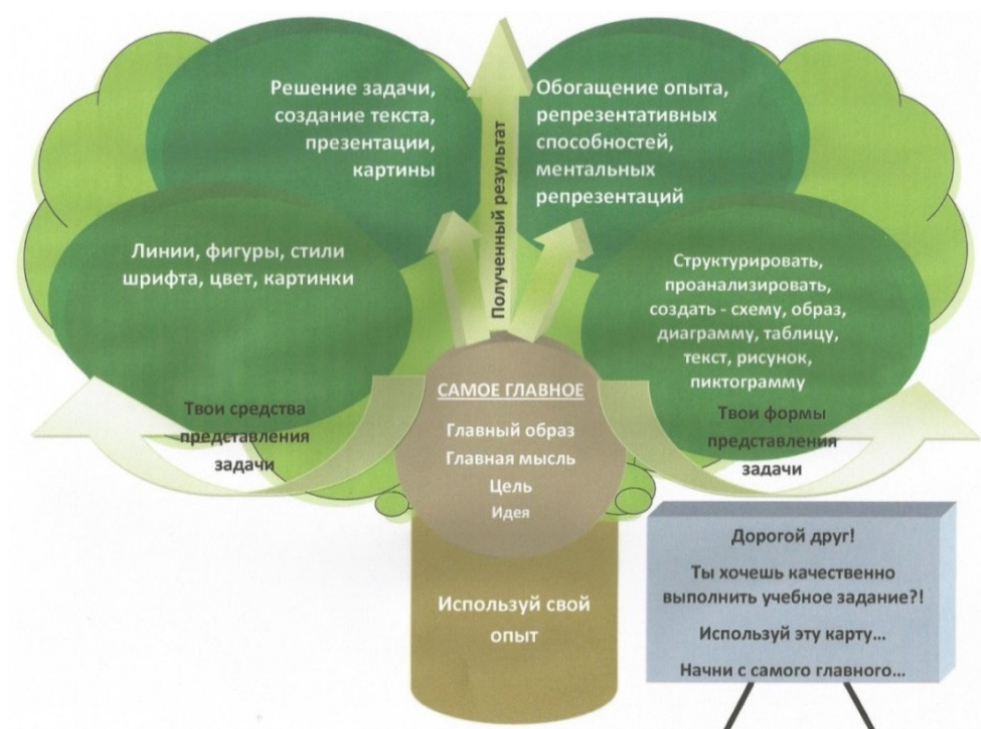 Решение задачи,
создание текста,
презентации,
картины
Полученный результат
Обогащение опыта,
репрезентативных
способностей,
ментальных
репрезентаций
Линии, фигуры, стили
шрифта, цвет, картинки
Структурировать,
проанализировать,
создать - схему, образ,
диаграмму, таблицу,
текст, рисунок,
пиктограмму
Твои средства
представления
задачи
САМОЕ ГЛАВНОЕ
Главный образ
Главная мысль
Цель
Идея
Твои формы
представления
задачи
Используй свой
опыт
Дорогой друг!
Ты хочешь качественно
выполнить учебное задание?!
Используй эту карту...
Начни с самого главного...